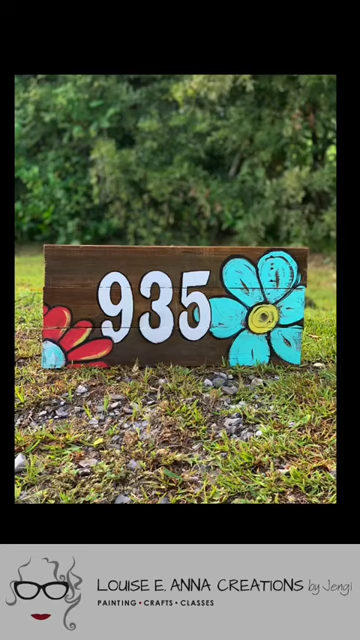 935
LOUISE E. ANNA CREATIONS by Jengi
PAINTING • CRAFTS • CLASSES